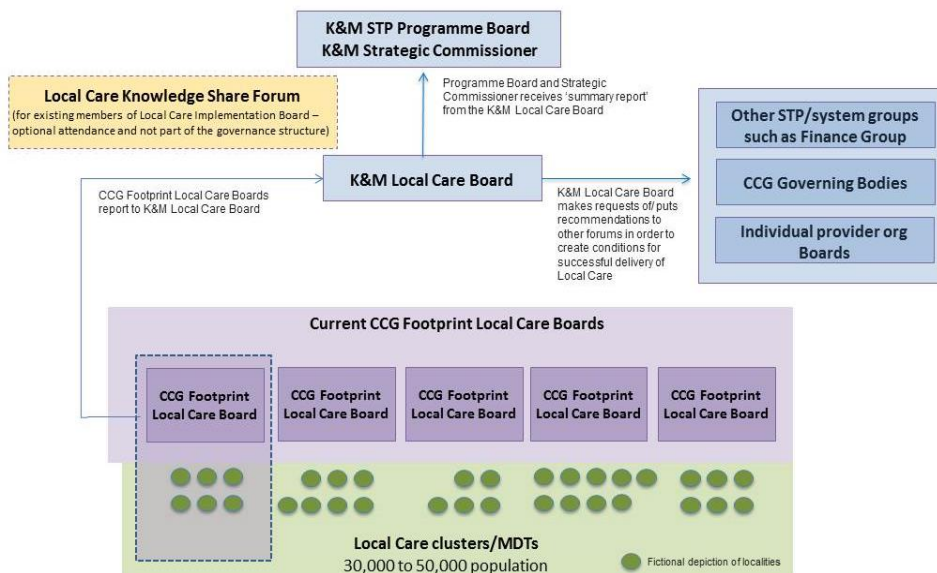 K&M STP Programme Board
K&M Strategic Commissioner
Local Care Knowledge Share Forum
(for existing members of Local Care Implementation Board –
optional attendance and not part of the governance structure)
Programme Board and Strategic
Commissioner receives ‘summary report’
from the K&M Local Care Board
Other STP/system groups
such as Finance Group
CCG Governing Bodies
Individual provider org
Boards
K&M Local Care Board
CCG Footprint Local Care Boards
report to K&M Local Care Board
K&M Local Care Board
makes requests of/ puts
recommendations to
other forums in order to
create conditions for
successful delivery of
Local Care
Current CCG Footprint Local Care Boards
CCG Footprint
Local Care Board
CCG Footprint
Local Care Board
CCG Footprint
Local Care Board
CCG Footprint
Local Care Board
CCG Footprint
Local Care Board
Local Care clusters/MDTs
30,000 to 50,000 population
Fictional depiction of localities